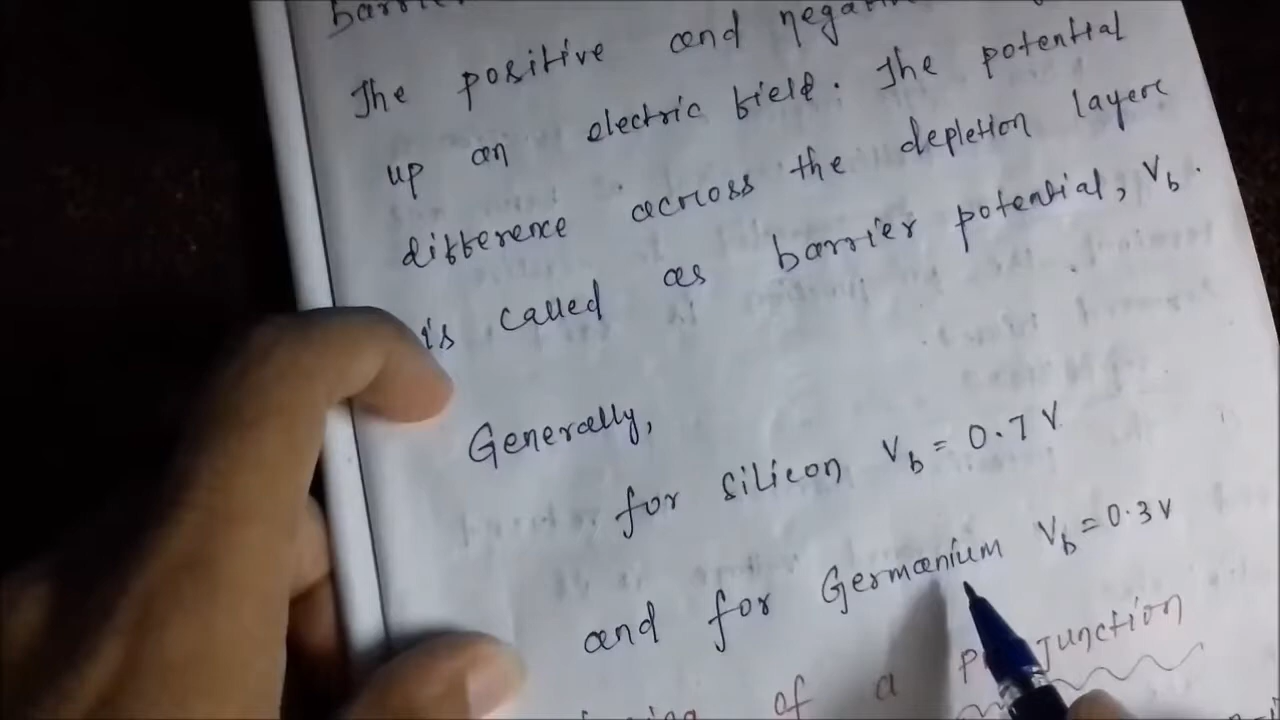 The positive and
up an electric field. The potential
difference across the depletion layer
is called as barrier potential, Vb.
Generally,
for silicon Vb = 0.7 V
and for Germanium Vb = 0.3 V
of a junction